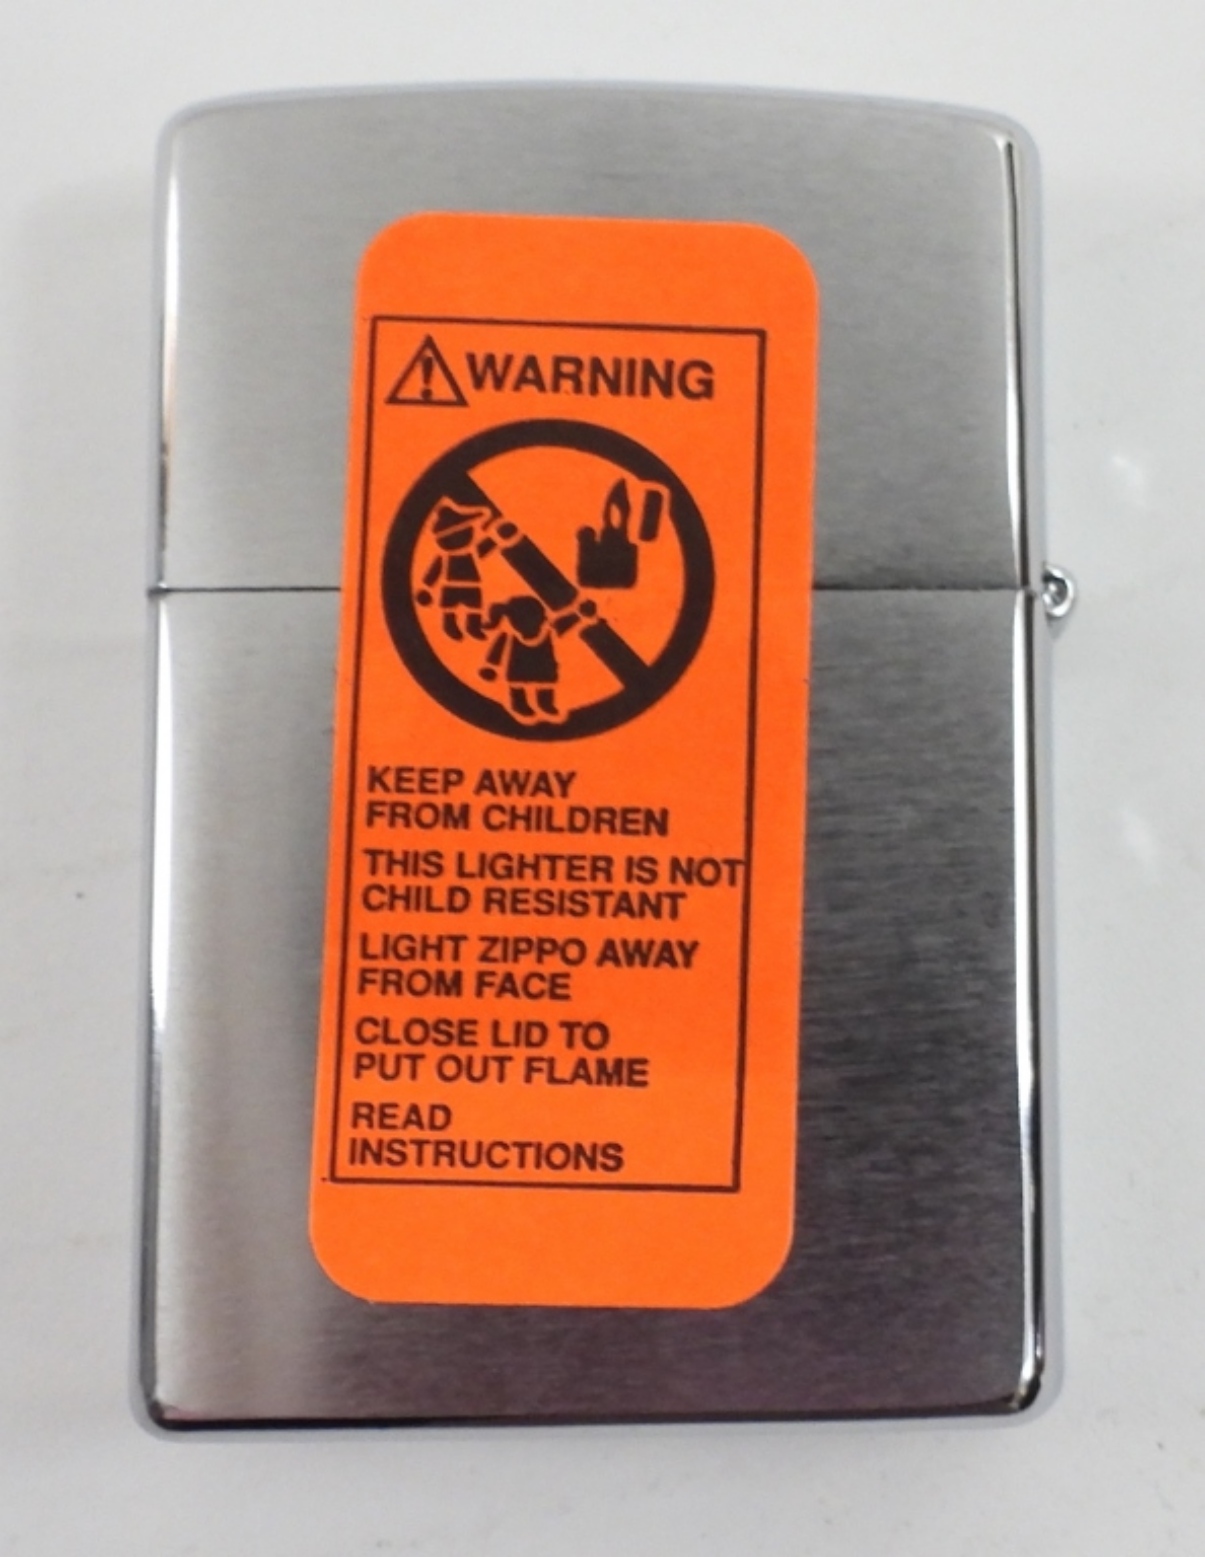 WARNING
KEEP AWAY
FROM CHILDREN
THIS LIGHTER IS NOT
CHILD RESISTANT
LIGHT ZIPPO AWAY
FROM FACE
CLOSE LID TO
PUT OUT FLAME
READ
INSTRUCTIONS